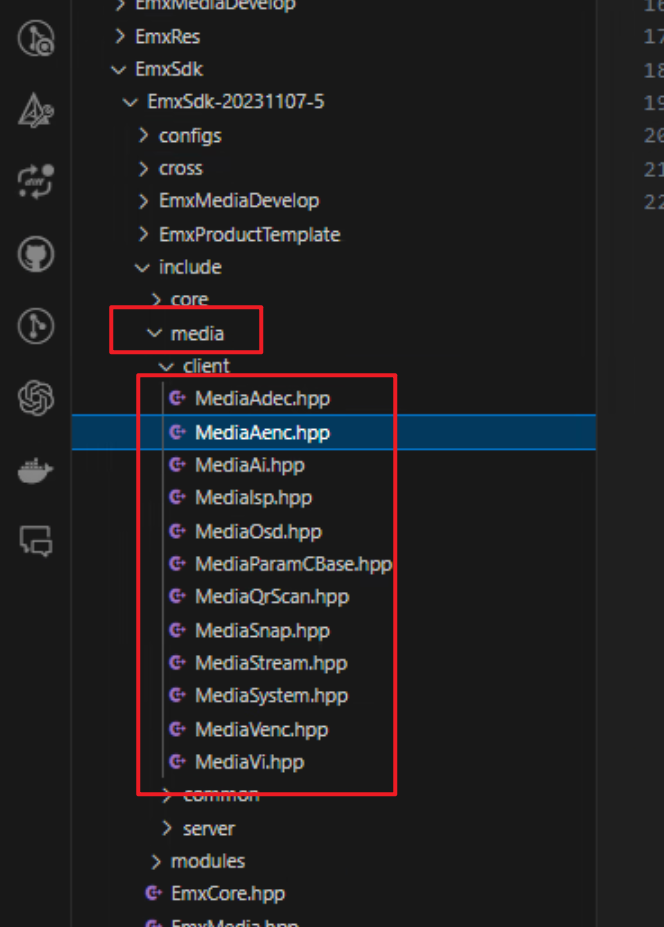 EmxMediaDevelop
16
EmxRes
17
EmxSdk
18
EmxSdk-20231107-5
19
configs
20
cross
21
EmxMediaDevelop
22
EmxProductTemplate
include
core
media
client
MediaAdec.hpp
MediaAenc.hpp
MediaAi.hpp
MediaIsp.hpp
MediaOsd.hpp
MediaParamCBase.hpp
MediaQrScan.hpp
MediaSnap.hpp
MediaStream.hpp
MediaSystem.hpp
MediaVenc.hpp
MediaVi.hpp
common
server
modules
EmxCore.hpp
EmxMedia.hpp